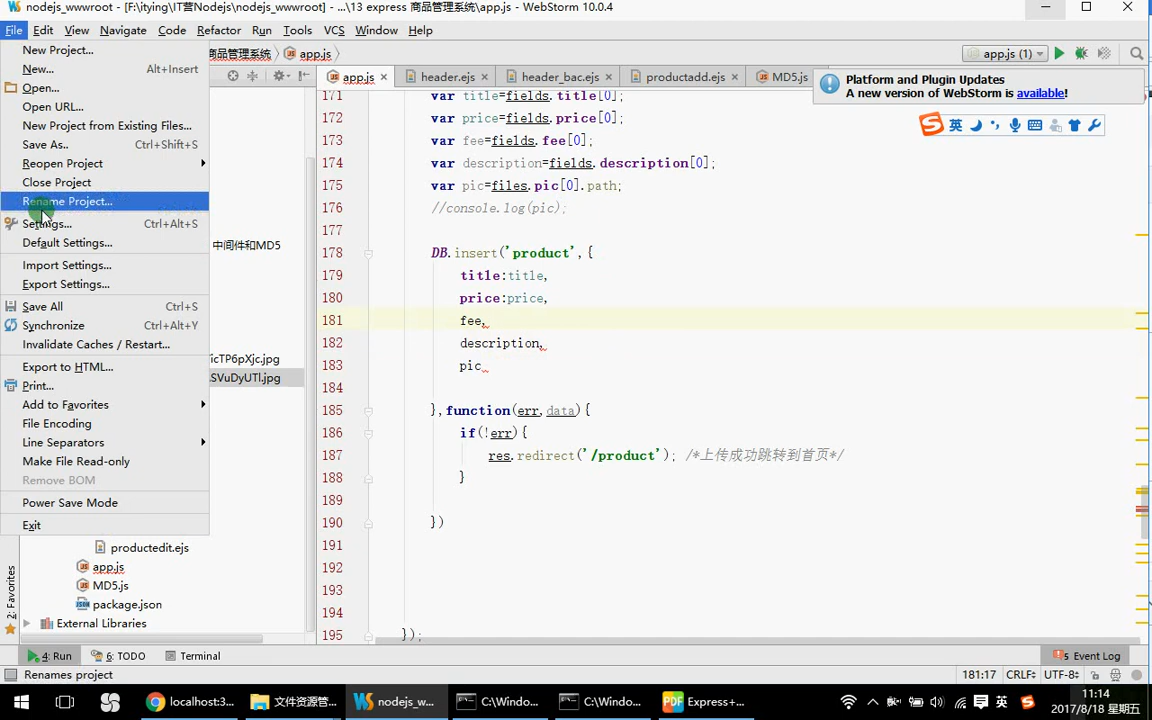 nodejs_wwwroot - [F:\itying\IT营Nodejs\nodejs_wwwroot] - ...\13 express 商品管理系统\app.js - WebStorm 10.0.4
File Edit View Navigate Code Refactor Run Tools VCS Window Help
商品管理系统 app.js app.js (1)
app.js header.ejs header_bac.ejs productadd.ejs MD5.js
Platform and Plugin Updates
A new version of WebStorm is available!
英
New Project...
New... Alt+Insert
Open...
Open URL...
New Project from Existing Files...
Save As.. Ctrl+Shift+S
Reopen Project
Close Project
Rename Project...
Settings... Ctrl+Alt+S
Default Settings...
Import Settings...
Export Settings...
Save All Ctrl+S
Synchronize Ctrl+Alt+Y
Invalidate Caches / Restart...
Export to HTML...
Print...
Add to Favorites
File Encoding
Line Separators
Make File Read-only
Remove BOM
Power Save Mode
Exit
中间件和MD5
icTP6pXjc.jpg
SVuDyUTl.jpg
productedit.ejs
app.js
MD5.js
package.json
External Libraries
2: Favorites
171 var title=fields.title[0];
172 var price=fields.price[0];
173 var fee=fields.fee[0];
174 var description=fields.description[0];
175 var pic=files.pic[0].path;
176 //console.log(pic);
177
178 DB.insert('product',{
179 title:title,
180 price:price,
181 fee,
182 description,
183 pic
184
185 },function(err,data){
186 if(!err){
187 res.redirect('/product'); /*上传成功跳转到首页*/
188 }
189
190 })
191
192
193
194
195 });
4: Run 6: TODO Terminal 5 Event Log
Renames project 181:17 CRLF UTF-8
localhost:3... 文件资源管... nodejs_w... C:\Windo... C:\Windo... Express+... 英 11:14
2017/8/18 星期五